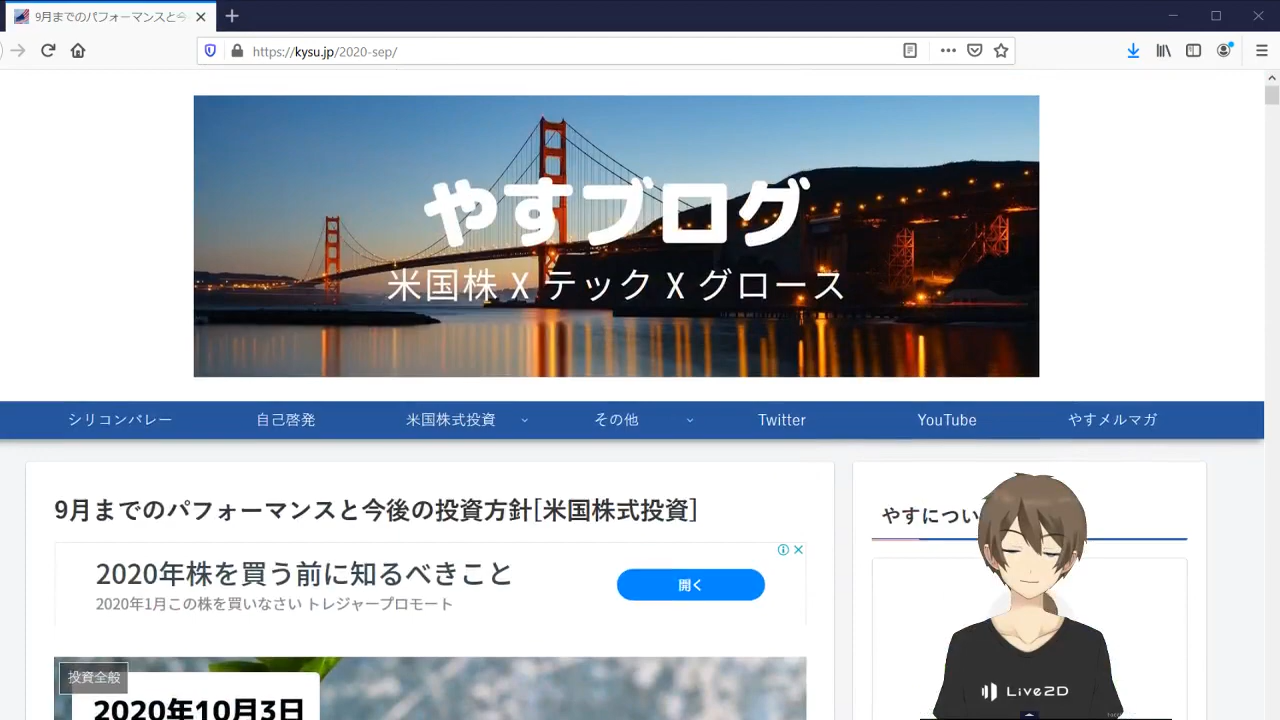 9月までのパフォーマンスと今
https://kysu.jp/2020-sep/
やすブログ
米国株 X テック X グロース
シリコンバレー 自己啓発 米国株式投資 その他 Twitter YouTube やすメルマガ
9月までのパフォーマンスと今後の投資方針[米国株式投資]
2020年株を買う前に知るべきこと
2020年1月この株を買いなさい トレジャープロモート
開く
投資全般
2020年10月3日
やすについ
Live2D